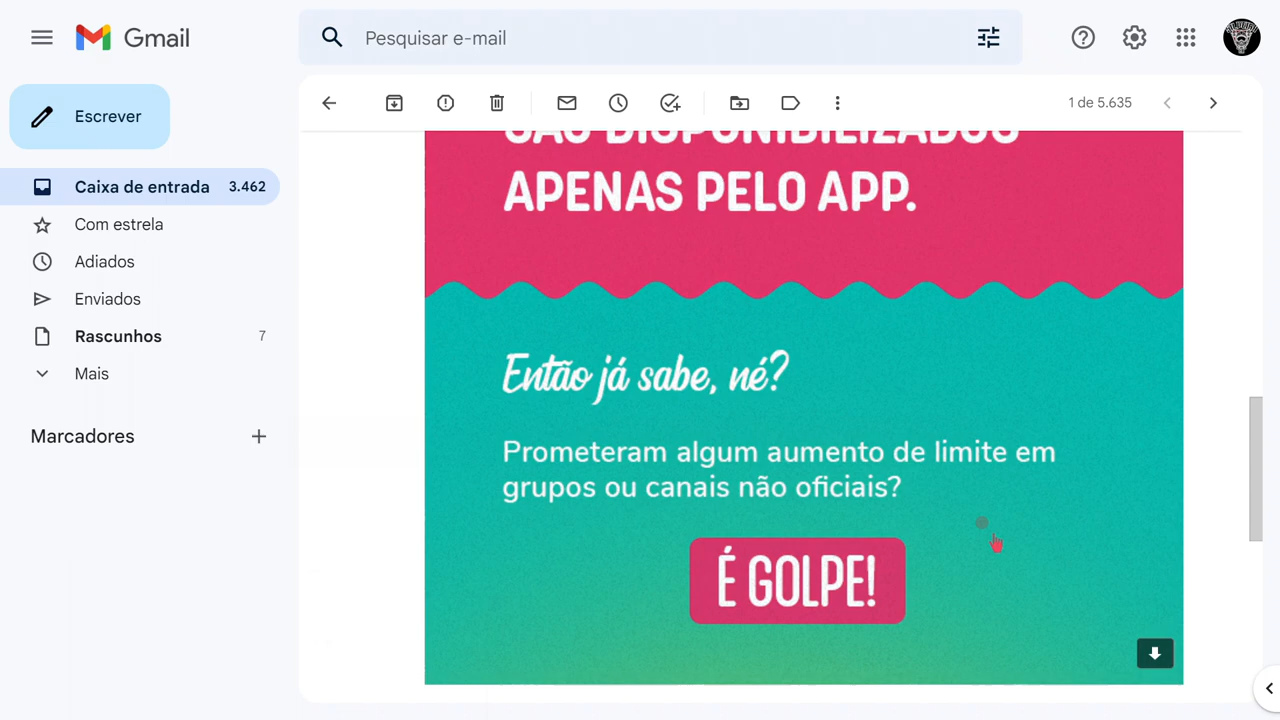 Gmail
Pesquisar e-mail
Escrever
1 de 5.635
Caixa de entrada 3.462
Com estrela
Adiados
Enviados
Rascunhos 7
Mais
Marcadores
SÃO DISPONIBILIZADOS
APENAS PELO APP.
Então já sabe, né?
Prometeram algum aumento de limite em
grupos ou canais não oficiais?
É GOLPE!